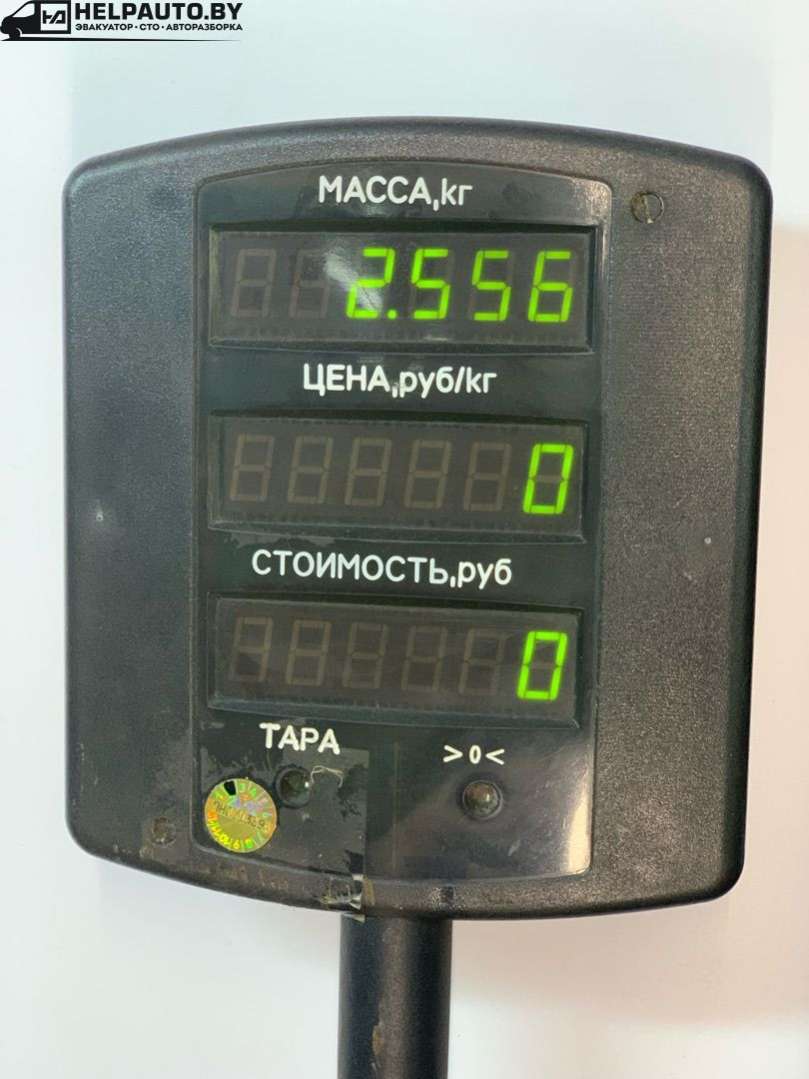 HELPAUTO.BY
ЭВАКУАТОР • СТО • АВТОРАЗБОРКА
МАССА,кг
2.556
ЦЕНА,руб/кг
0
СТОИМОСТЬ,руб
0
ТАРА >0<